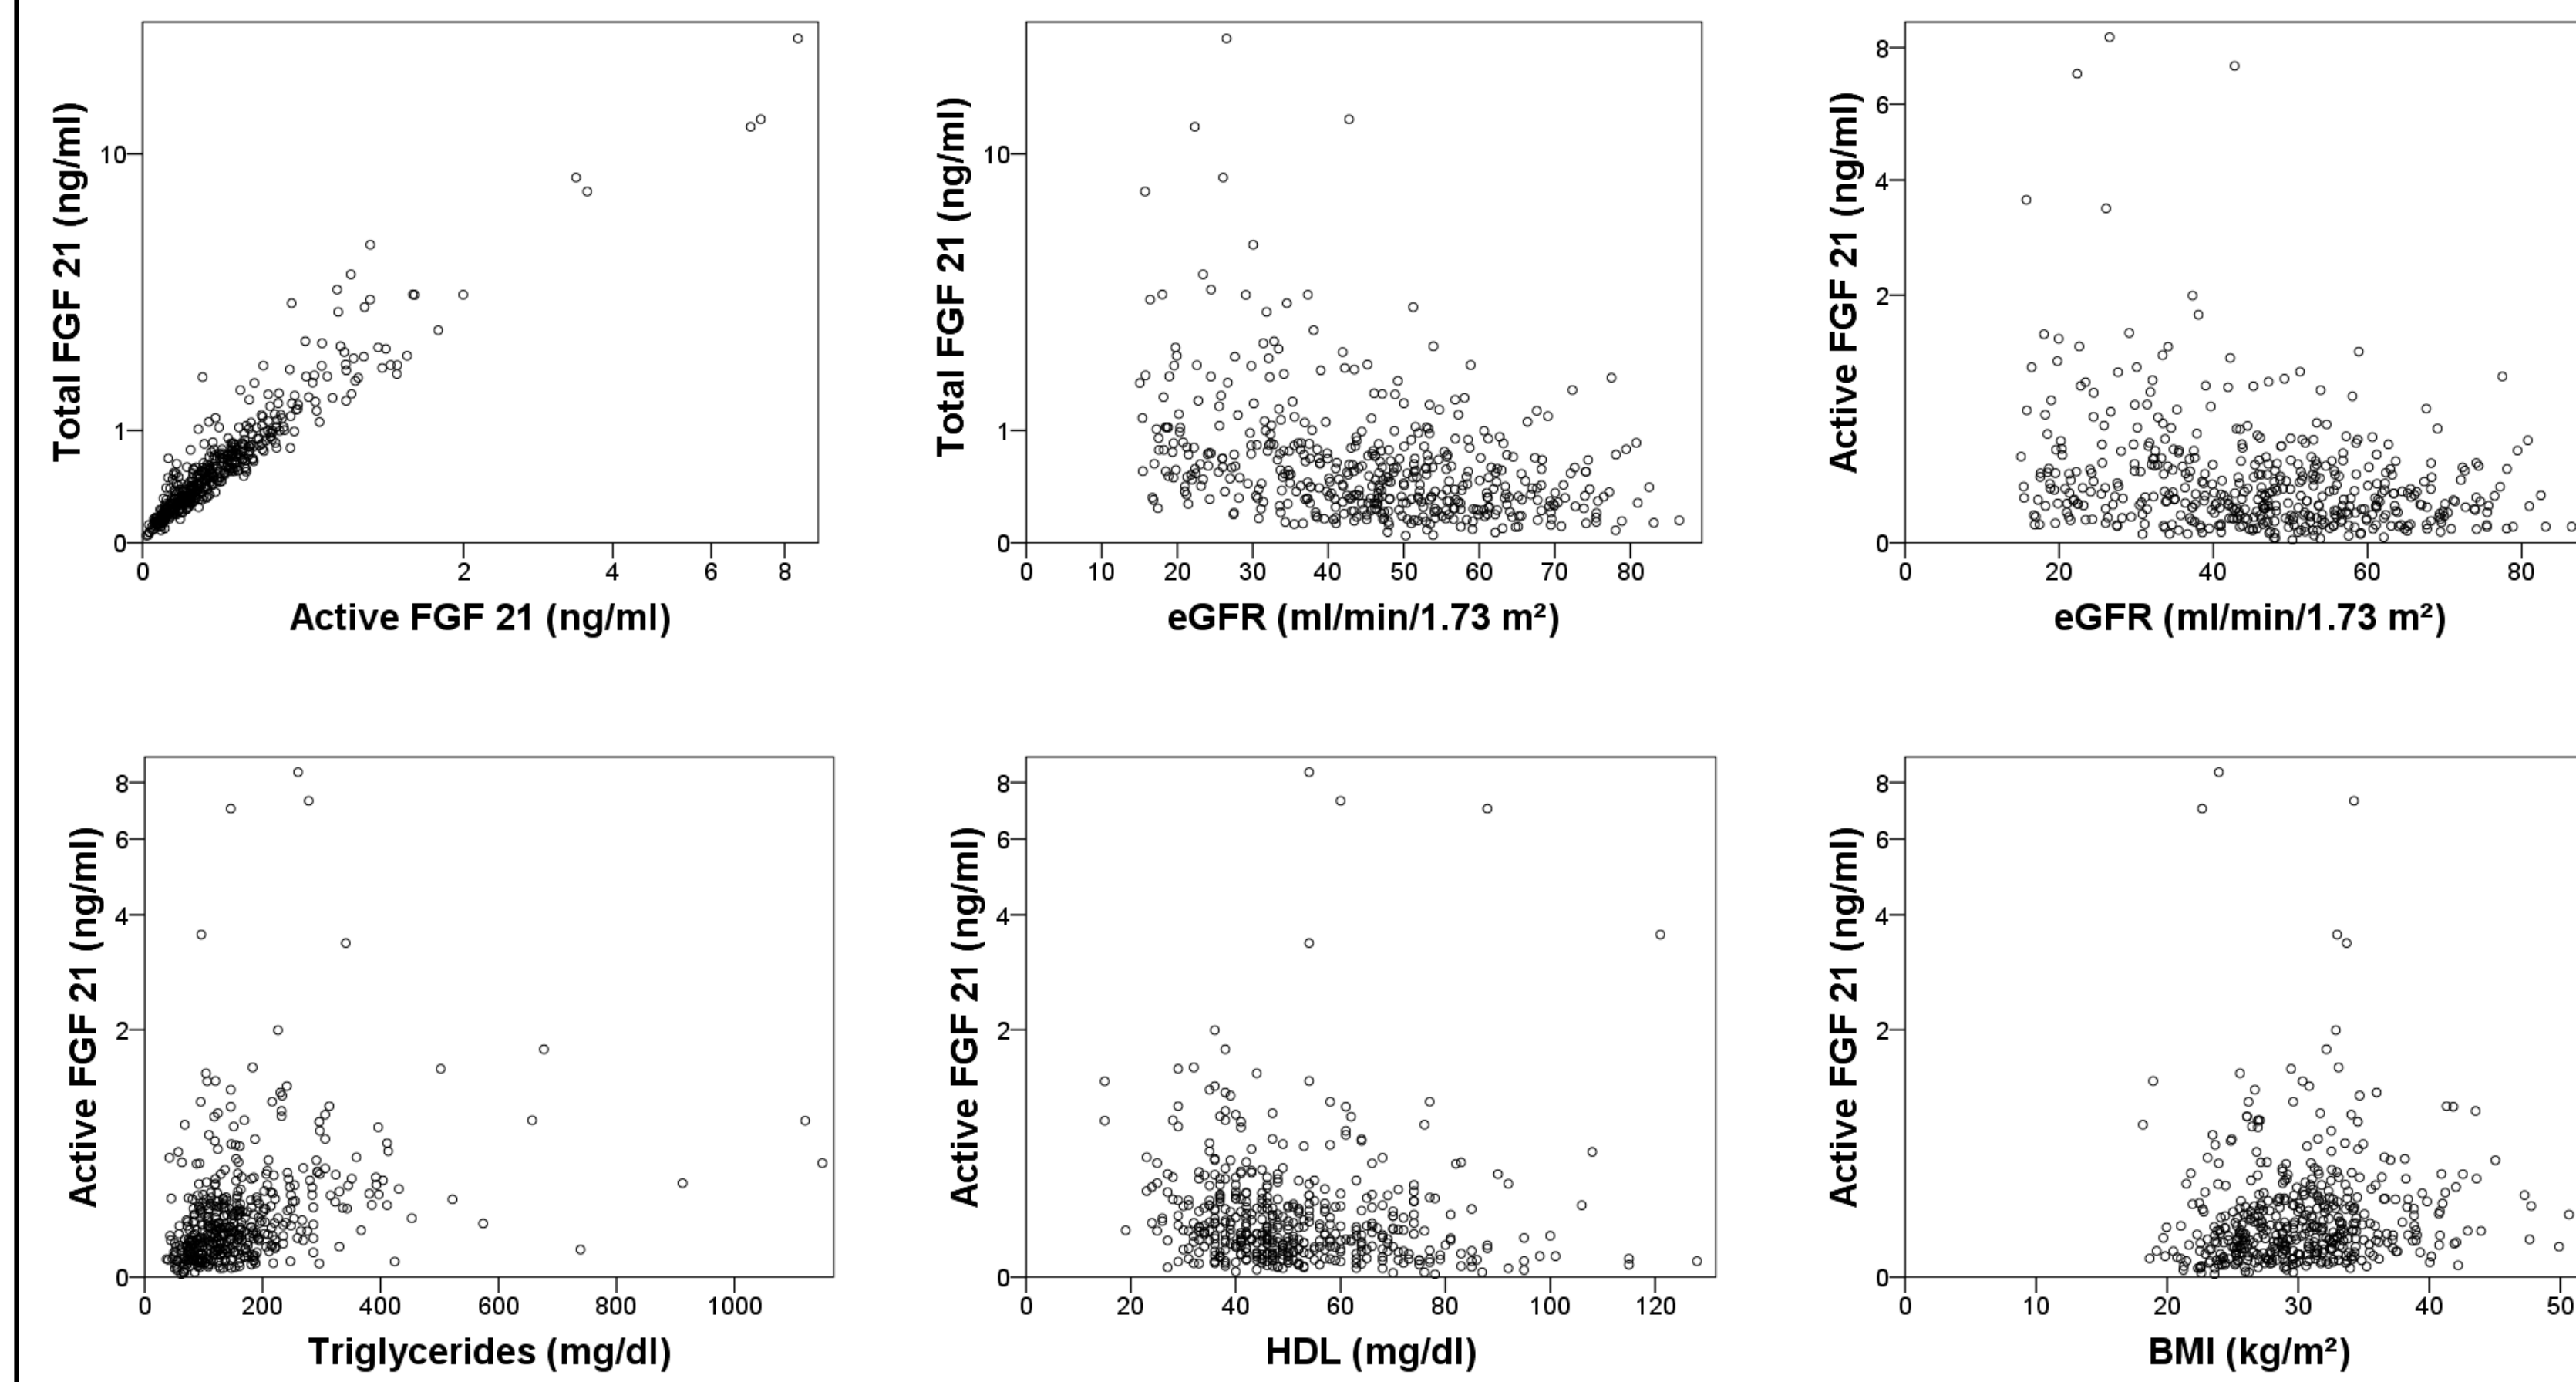 Total FGF 21 (ng/ml)
10
1
0
0 2 4 6 8
Active FGF 21 (ng/ml)
Total FGF 21 (ng/ml)
10
1
0
0 10 20 30 40 50 60 70 80
eGFR (ml/min/1.73 m²)
Active FGF 21 (ng/ml)
8
6
4
2
0
0 20 40 60 80
eGFR (ml/min/1.73 m²)
Active FGF 21 (ng/ml)
8
6
4
2
0
0 200 400 600 800 1000
Triglycerides (mg/dl)
Active FGF 21 (ng/ml)
8
6
4
2
0
0 20 40 60 80 100 120
HDL (mg/dl)
Active FGF 21 (ng/ml)
8
6
4
2
0
0 10 20 30 40 50
BMI (kg/m²)